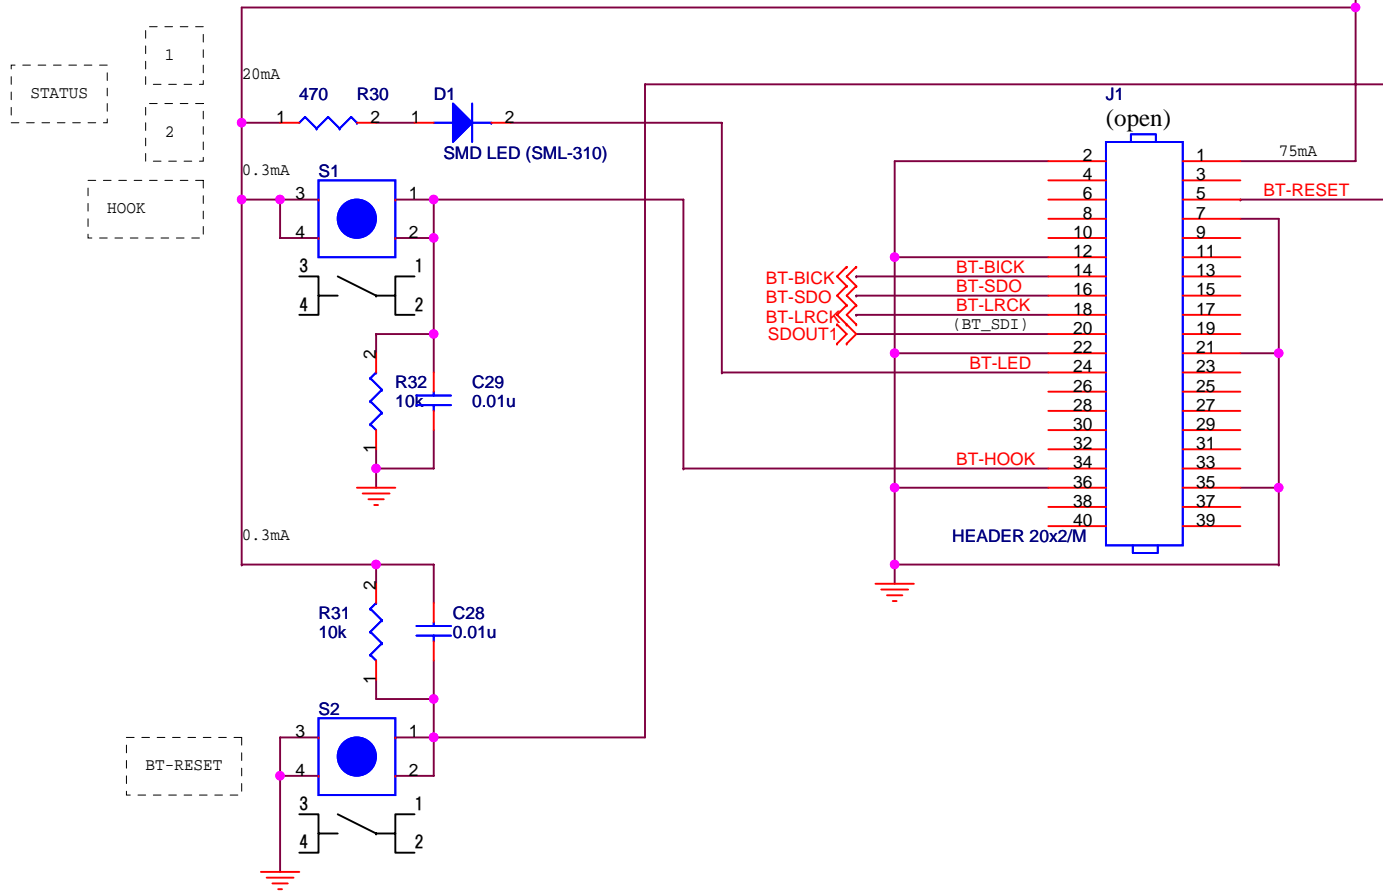 1
20mA
STATUS
470 R30 D1 J1
(open)
1 2 1 2
2
SMD LED (SML-310)
75mA
0.3mA
S1
HOOK
3 1
4 2
3 1
4 2
2 1
4 3
6 5
BT-RESET
8 7
10 9
12 11
BT-BICK BT-BICK 14 13
BT-SDO BT-SDO 16 15
BT-LRCK BT-LRCK 18 17
SDOUT1 (BT_SDI) 20 19
22 21
BT-LED 24 23
26 25
28 27
30 29
32 31
BT-HOOK 34 33
36 35
38 37
40 39
HEADER 20x2/M
2
R32 C29
10k 0.01u
1
0.3mA
2
R31 C28
10k 0.01u
1
S2
3 1
BT-RESET
4 2
3 1
4 2